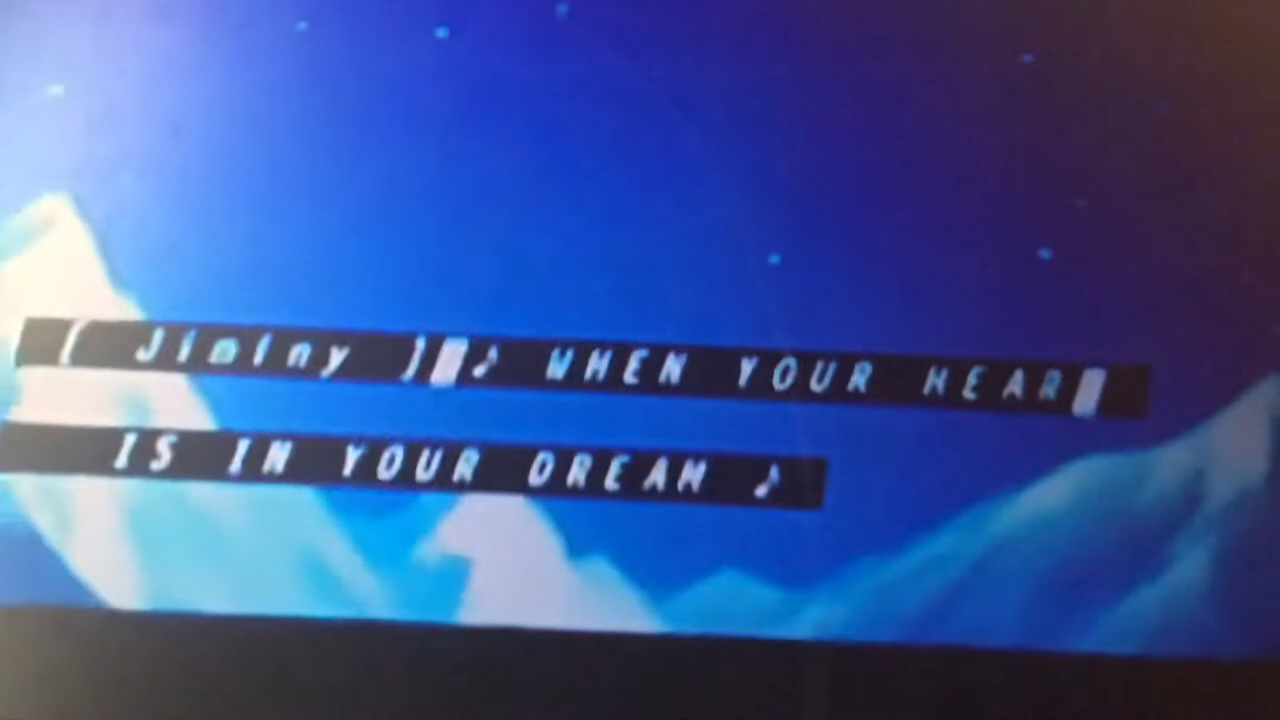 [ Jiminy ]█♪ WHEN YOUR HEAR█
IS IN YOUR DREAM ♪